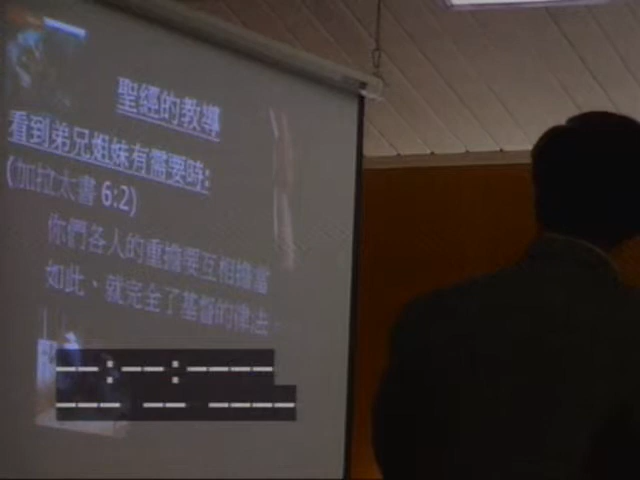 聖經的教導
看到弟兄姐妹有需要時:
(加拉太書 6:2)
你們各人的重擔要互相擔當
如此，就完全了基督的律法。
--:--:----
--- -- ----